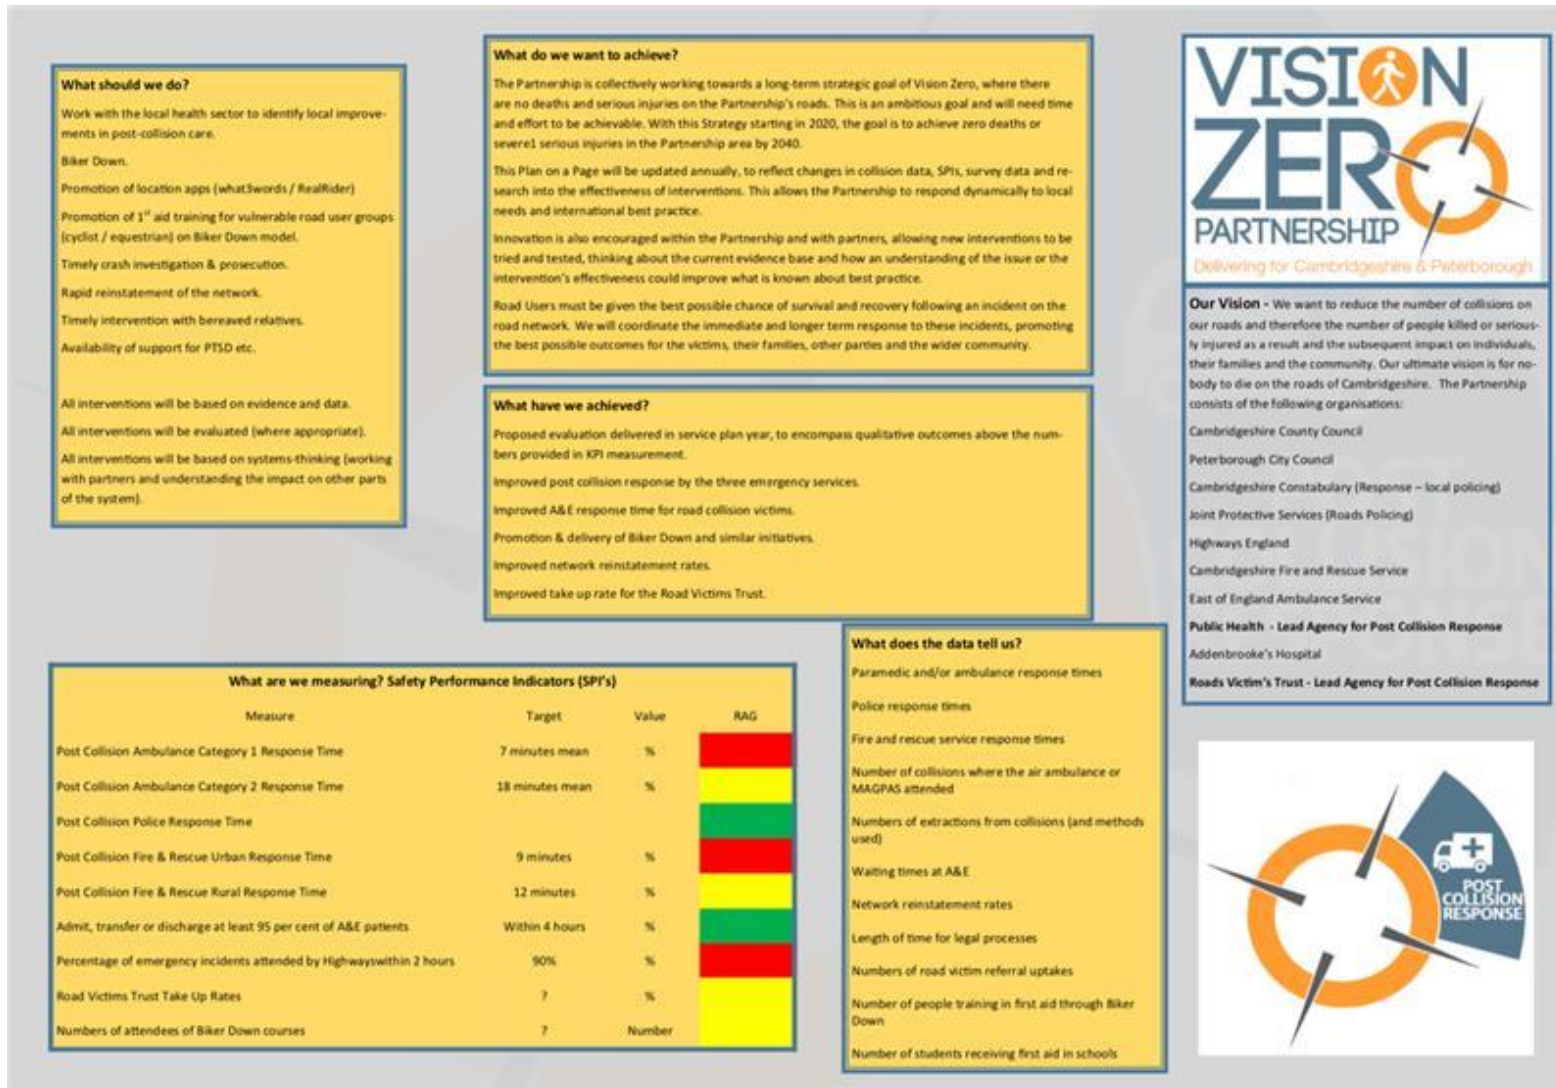 What should we do?
Work with the local health sector to identify local improve-
ments in post-collision care.
Biker Down.
Promotion of location apps (what3words / RealRider)
Promotion of 1st aid training for vulnerable road user groups
(cyclist / equestrian) on Biker Down model.
Timely crash investigation & prosecution.
Rapid reinstatement of the network.
Timely intervention with bereaved relatives.
Availability of support for PTSD etc.
All interventions will be based on evidence and data.
All interventions will be evaluated (where appropriate).
All interventions will be based on systems-thinking (working
with partners and understanding the impact on other parts
of the system).
What do we want to achieve?
The Partnership is collectively working towards a long-term strategic goal of Vision Zero, where there
are no deaths and serious injuries on the Partnership's roads. This is an ambitious goal and will need time
and effort to be achievable. With this Strategy starting in 2020, the goal is to achieve zero deaths or
severe1 serious injuries in the Partnership area by 2040.
This Plan on a Page will be updated annually, to reflect changes in collision data, SPIs, survey data and re-
search into the effectiveness of interventions. This allows the Partnership to respond dynamically to local
needs and international best practice.
Innovation is also encouraged within the Partnership and with partners, allowing new interventions to be
tried and tested, thinking about the current evidence base and how an understanding of the issue or the
intervention's effectiveness could improve what is known about best practice.
Road Users must be given the best possible chance of survival and recovery following an incident on the
road network. We will coordinate the immediate and longer term response to these incidents, promoting
the best possible outcomes for the victims, their families, other parties and the wider community.
What have we achieved?
Proposed evaluation delivered in service plan year, to encompass qualitative outcomes above the num-
bers provided in KPI measurement.
Improved post collision response by the three emergency services.
Improved A&E response time for road collision victims.
Promotion & delivery of Biker Down and similar initiatives.
Improved network reinstatement rates.
Improved take up rate for the Road Victims Trust.
VISION
ZERO
PARTNERSHIP
Delivering for Cambridgeshire & Peterborough
Our Vision - We want to reduce the number of collisions on
our roads and therefore the number of people killed or serious-
ly injured as a result and the subsequent impact on individuals,
their families and the community. Our ultimate vision is for no-
body to die on the roads of Cambridgeshire. The Partnership
consists of the following organisations:
Cambridgeshire County Council
Peterborough City Council
Cambridgeshire Constabulary (Response – local policing)
Joint Protective Services (Roads Policing)
Highways England
Cambridgeshire Fire and Rescue Service
East of England Ambulance Service
Public Health - Lead Agency for Post Collision Response
Addenbrooke's Hospital
Roads Victim's Trust - Lead Agency for Post Collision Response
What are we measuring? Safety Performance Indicators (SPI's)
Measure Target Value RAG
Post Collision Ambulance Category 1 Response Time 7 minutes mean %
Post Collision Ambulance Category 2 Response Time 18 minutes mean %
Post Collision Police Response Time
Post Collision Fire & Rescue Urban Response Time 9 minutes %
Post Collision Fire & Rescue Rural Response Time 12 minutes %
Admit, transfer or discharge at least 95 per cent of A&E patients Within 4 hours %
Percentage of emergency incidents attended by Highwayswithin 2 hours 90% %
Road Victims Trust Take Up Rates ? %
Numbers of attendees of Biker Down courses ? Number
What does the data tell us?
Paramedic and/or ambulance response times
Police response times
Fire and rescue service response times
Number of collisions where the air ambulance or
MAGPAS attended
Numbers of extractions from collisions (and methods
used)
Waiting times at A&E
Network reinstatement rates
Length of time for legal processes
Numbers of road victim referral uptakes
Number of people training in first aid through Biker
Down
Number of students receiving first aid in schools
POST
COLLISION
RESPONSE